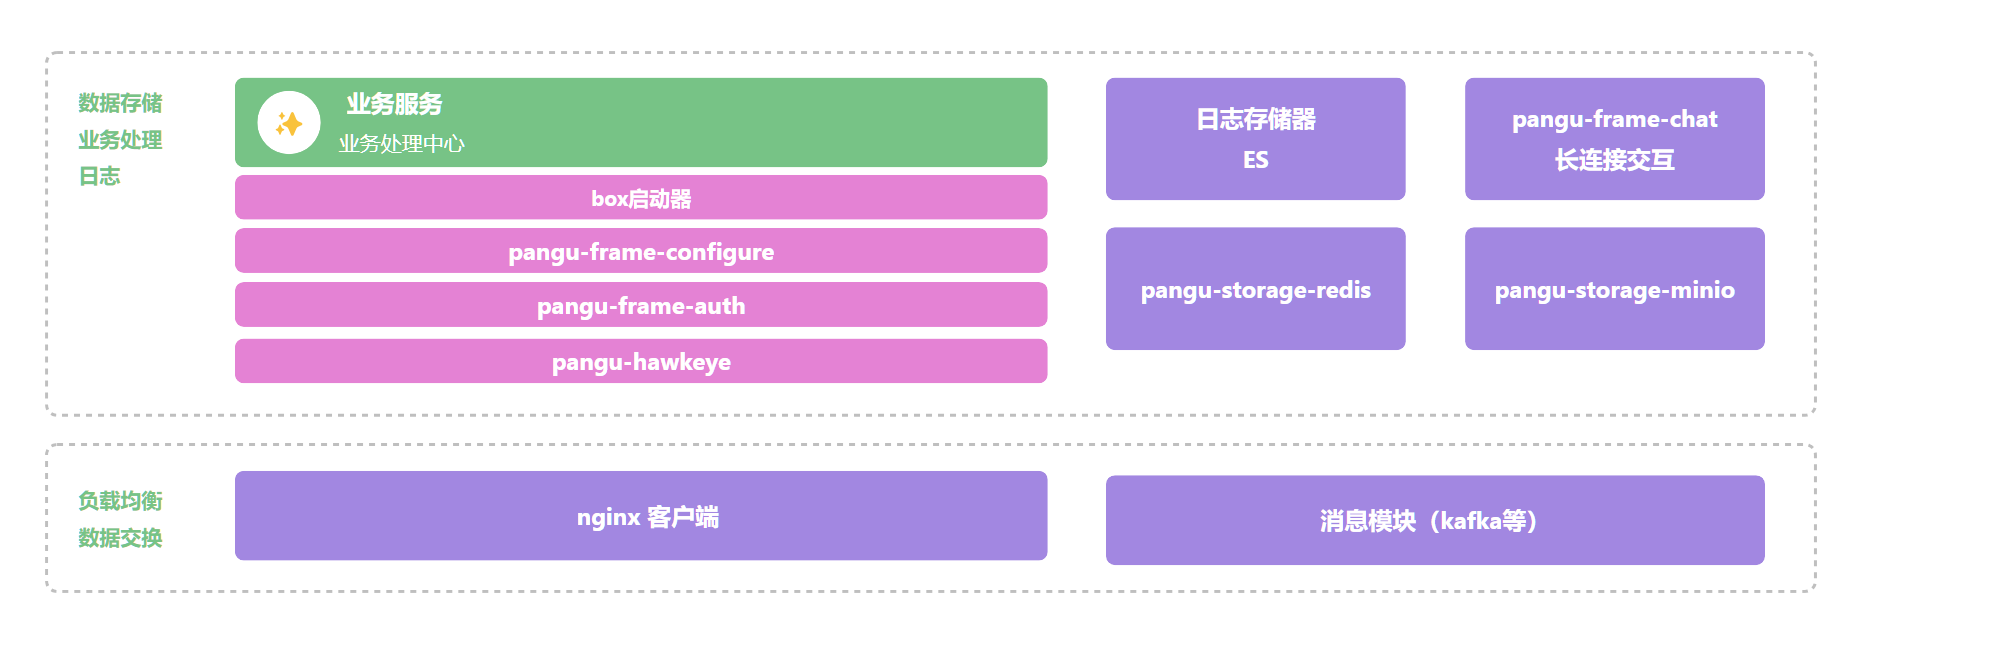 数据存储
业务处理
日志
业务服务
业务处理中心
box启动器
pangu-frame-configure
pangu-frame-auth
pangu-hawkeye
日志存储器
ES
pangu-frame-chat
长连接交互
pangu-storage-redis
pangu-storage-minio
负载均衡
数据交换
nginx 客户端
消息模块（kafka等）